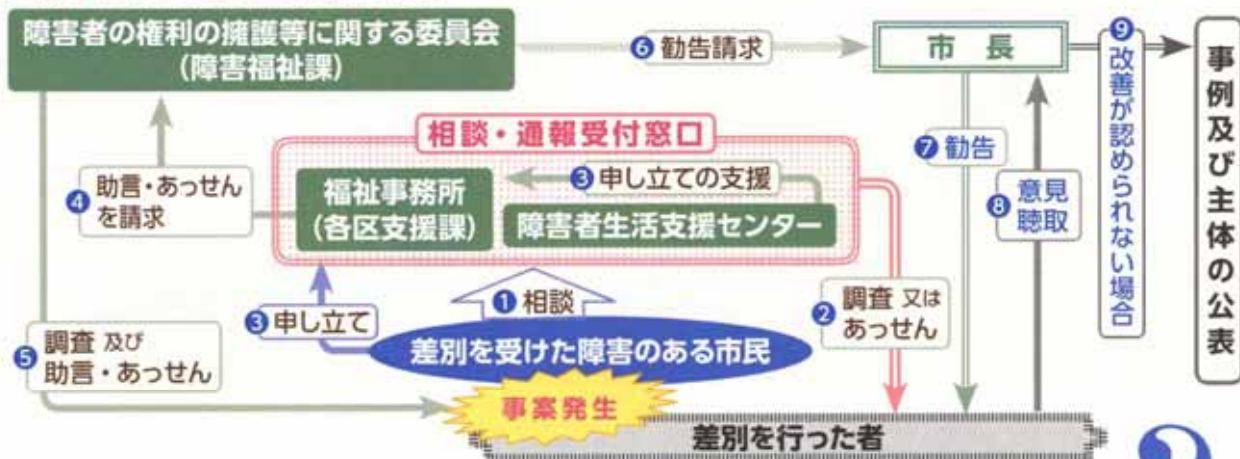 障害者の権利の擁護等に関する委員会
(障害福祉課)
❻ 勧告請求
市長
❾ 改善が認められない場合
事例及び主体の公表
相談・通報受付窓口
❹ 助言・あっせん
を請求
福祉事務所
(各区支援課)
❸ 申し立ての支援
障害者生活支援センター
❼ 勧告
❽ 意見
聴取
❸ 申し立て
❶ 相談
❷ 調査 又は
あっせん
差別を受けた障害のある市民
❺ 調査 及び
助言・あっせん
事案発生
差別を行った者